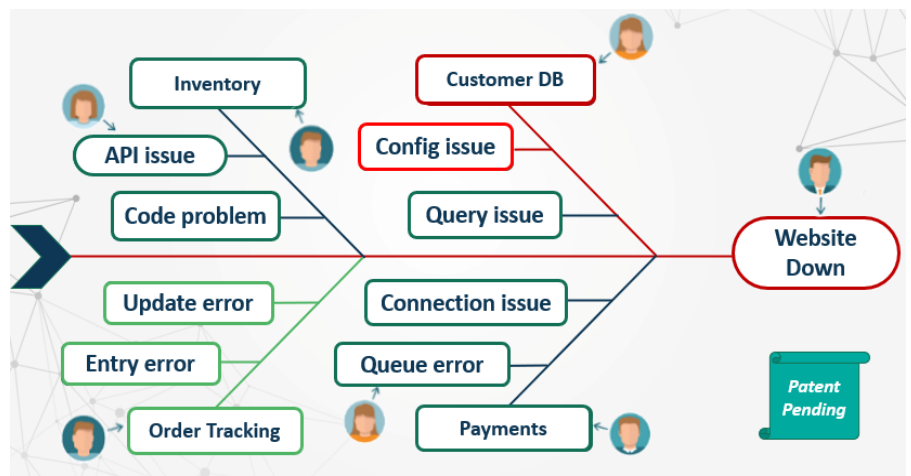 Inventory
Customer DB
API issue
Config issue
Code problem
Query issue
Website
Down
Update error
Connection issue
Entry error
Queue error
Order Tracking
Payments
Patent
Pending